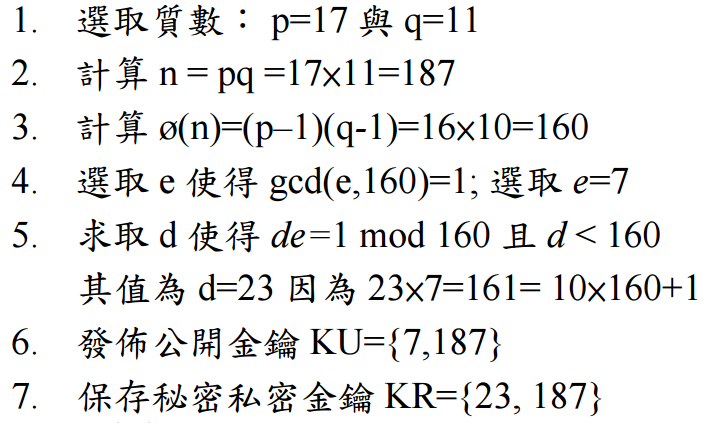 1. 選取質數： p=17 與 q=11
2. 計算 n = pq =17×11=187
3. 計算 ø(n)=(p–1)(q-1)=16×10=160
4. 選取 e 使得 gcd(e,160)=1; 選取 e=7
5. 求取 d 使得 de=1 mod 160 且 d < 160
其值為 d=23 因為 23×7=161= 10×160+1
6. 發佈公開金鑰 KU={7,187}
7. 保存秘密私密金鑰 KR={23, 187}